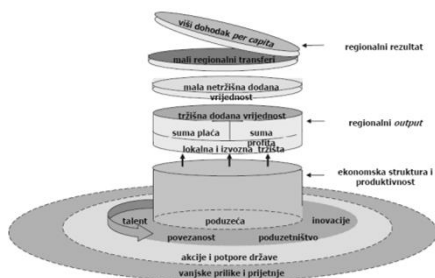 viši dohodak per capita
regionalni rezultat
mali regionalni transferi
mala netržišna dodana
vrijednost
tržišna dodana vrijednost
regionalni output
suma plaća
suma
profita
lokalna i izvozna tržišta
ekonomska struktura i
produktivnost
talent
poduzeća
inovacije
povezanost
poduzetništvo
akcije i potpore države
vanjske prilike i prijetnje